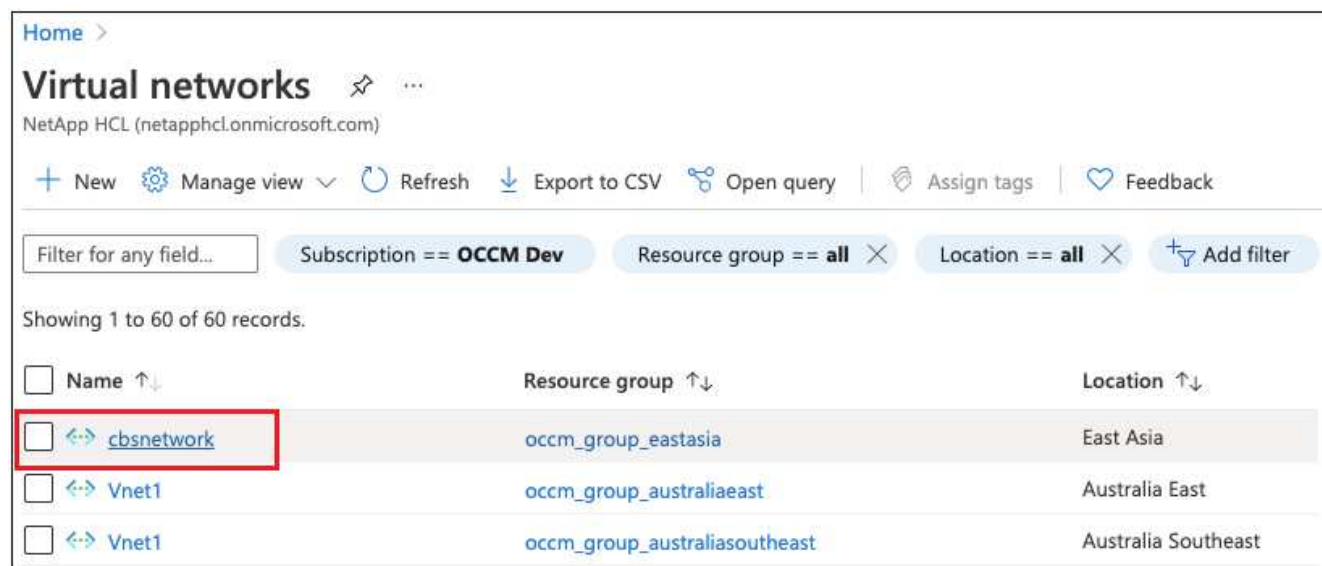 Home >
Virtual networks ...
NetApp HCL (netapphcl.onmicrosoft.com)
New Manage view Refresh Export to CSV Open query Assign tags Feedback
Filter for any field... Subscription == OCCM Dev Resource group == all Location == all Add filter
Showing 1 to 60 of 60 records.
Name ↑↓ Resource group ↑↓ Location ↑↓
cbsnetwork occm_group_eastasia East Asia
Vnet1 occm_group_australiaeast Australia East
Vnet1 occm_group_australiasoutheast Australia Southeast